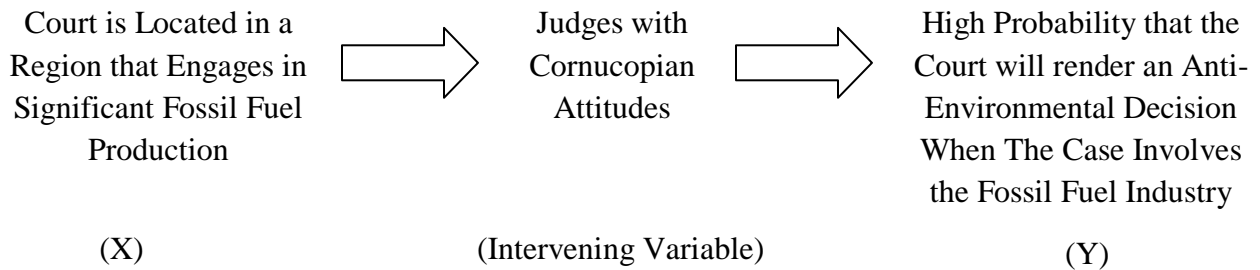 Court is Located in a
Region that Engages in
Significant Fossil Fuel
Production
(X)
Judges with
Cornucopian
Attitudes
(Intervening Variable)
High Probability that the
Court will render an Anti-
Environmental Decision
When The Case Involves
the Fossil Fuel Industry
(Y)